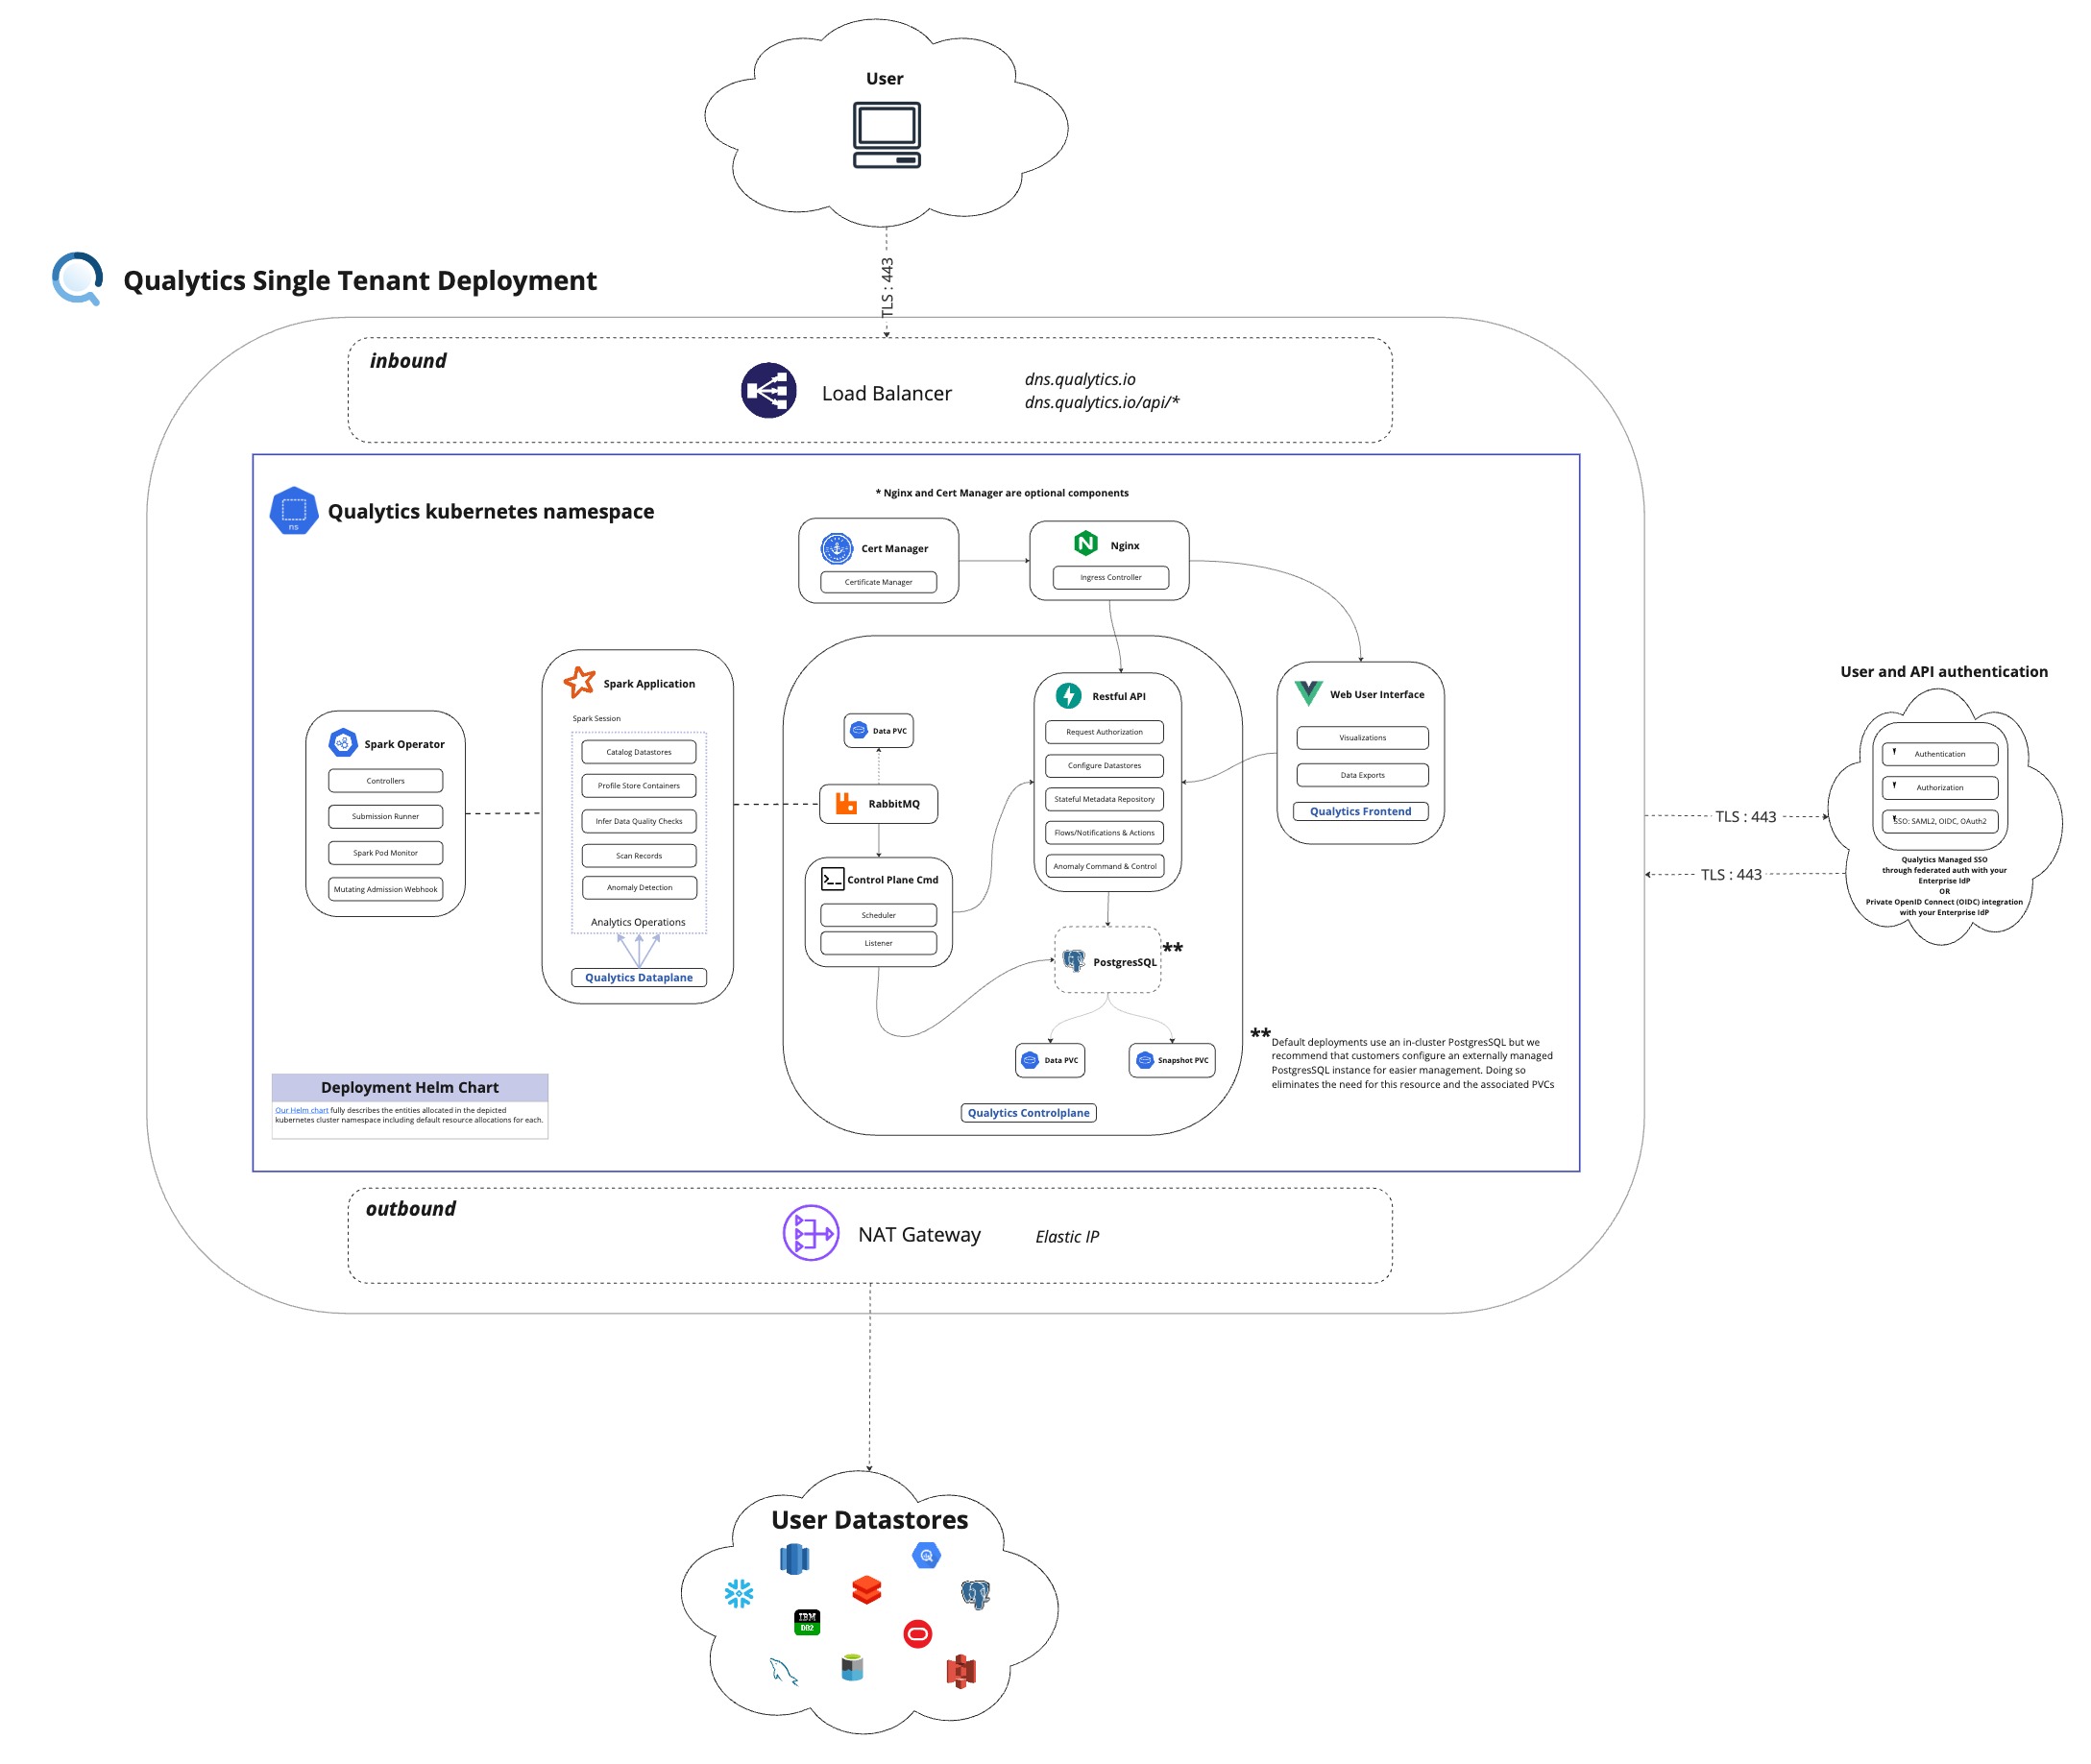 User
TLS : 443
Qualytics Single Tenant Deployment
inbound
Load Balancer
dns.qualytics.io
dns.qualytics.io/api/*
ns
Qualytics kubernetes namespace
* Nginx and Cert Manager are optional components
Cert Manager
Certificate Manager
Nginx
Ingress Controller
Spark Operator
Controllers
Submission Runner
Spark Pod Monitor
Mutating Admission Webhook
Spark Application
Spark Session
Catalog Datastores
Profile Store Containers
Infer Data Quality Checks
Scan Records
Anomaly Detection
Analytics Operations
Qualytics Dataplane
Data PVC
RabbitMQ
Control Plane Cmd
Scheduler
Listener
Restful API
Request Authorization
Configure Datastores
Stateful Metadata Repository
Flows/Notifications & Actions
Anomaly Command & Control
PostgresSQL
**
Data PVC
Snapshot PVC
Qualytics Controlplane
Web User Interface
Visualizations
Data Exports
Qualytics Frontend
**
Default deployments use an in-cluster PostgreSQL but we
recommend that customers configure an externally managed
PostgreSQL instance for easier management. Doing so
eliminates the need for this resource and the associated PVCs
Deployment Helm Chart
Our Helm chart fully describes the entities allocated in the depicted
kubernetes cluster namespace including default resource allocations for each.
TLS : 443
TLS : 443
User and API authentication
Authentication
Authorization
SSO: SAML2, OIDC, OAuth2
Qualytics Managed SSO
through federated auth with your
Enterprise IdP
OR
Private OpenID Connect (OIDC) integration
with your Enterprise IdP
outbound
NAT Gateway
Elastic IP
User Datastores
IBM
DB2